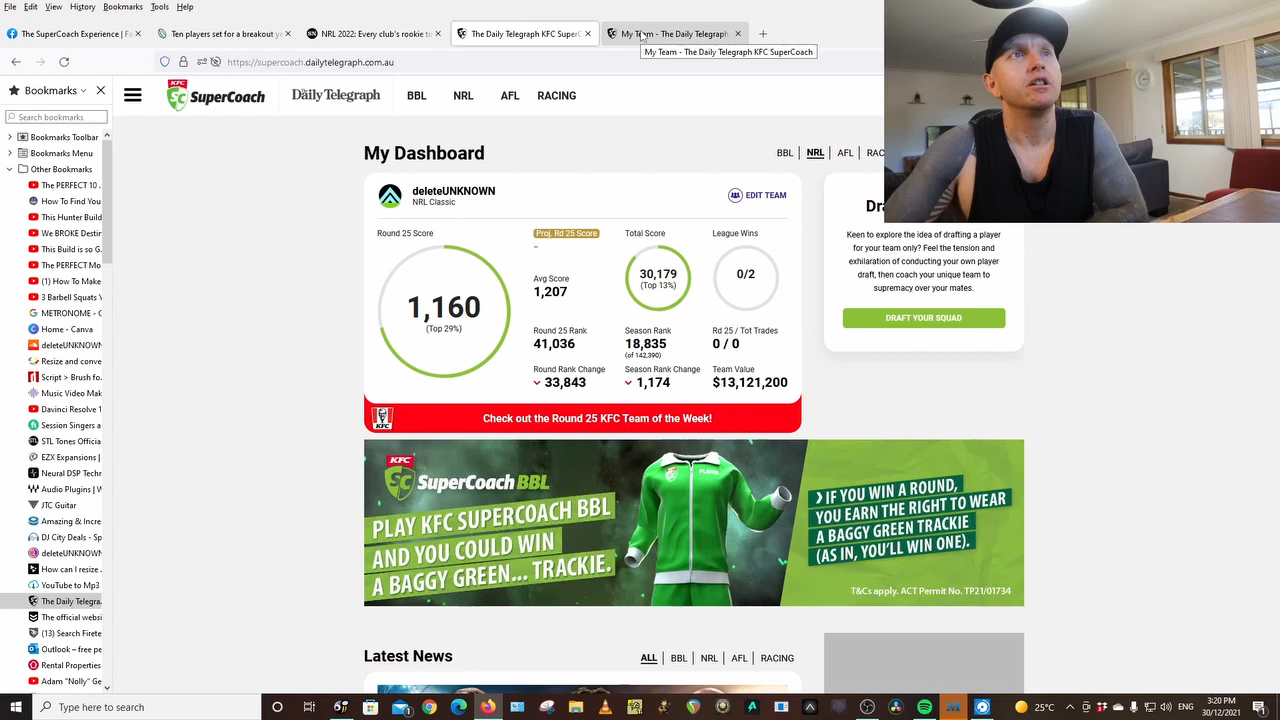 File Edit View History Bookmarks Tools Help
The SuperCoach Experience | Fa
Ten players set for a breakout ye
NRL 2022: Every club's rookie to
The Daily Telegraph KFC SuperC
My Team - The Daily Telegraph
My Team - The Daily Telegraph KFC SuperCoach
https://supercoach.dailytelegraph.com.au
Bookmarks
Search bookmarks
Bookmarks Toolbar
Bookmarks Menu
Other Bookmarks
The PERFECT 10
How To Find You
This Hunter Build
We BROKE Destin
This Build is so G
The PERFECT Mo
(1) How To Make
3 Barbell Squats Y
METRONOME - G
Home - Canva
deleteUNKNOWN
Resize and conve
Script > Brush fo
Music Video Mak
Davinci Resolve 1
Session Singers a
STL Tones Officia
EZX Expansions |
Neural DSP Techn
Audio Plugins | W
JTC Guitar
Amazing & Incre
DJ City Deals - Sp
deleteUNKNOWN
How can I resize
YouTube to Mp3
The Daily Telegra
The official websi
(13) Search Firete
Outlook – free pe
Rental Properties
Adam "Nolly" Ge
KFC SC SuperCoach
The Daily Telegraph
BBL NRL AFL RACING
My Dashboard
BBL | NRL | AFL | RAC
deleteUNKNOWN
NRL Classic
EDIT TEAM
Round 25 Score
1,160
(Top 29%)
Proj. Rd 25 Score
-
Avg Score
1,207
Total Score
30,179
(Top 13%)
League Wins
0/2
Round 25 Rank
41,036
Season Rank
18,835
(of 142,390)
Rd 25 / Tot Trades
0 / 0
Round Rank Change
33,843
Season Rank Change
1,174
Team Value
$13,121,200
KFC
Check out the Round 25 KFC Team of the Week!
Dr
Keen to explore the idea of drafting a
player for
your team only? Feel the tension and
exhilaration of conducting your own player
draft, then coach your unique team to
supremacy over your mates.
DRAFT YOUR SQUAD
KFC
SC SuperCoach BBL
PLAY KFC SUPERCOACH BBL
AND YOU COULD WIN
A BAGGY GREEN... TRACKIE.
IF YOU WIN A ROUND,
YOU EARN THE RIGHT TO WEAR
A BAGGY GREEN TRACKIE
(AS IN, YOU'LL WIN ONE).
T&Cs apply. ACT Permit No. TP21/01734
Latest News
ALL | BBL | NRL | AFL | RACING
Type here to search
25°C
3:20 PM
30/12/2021